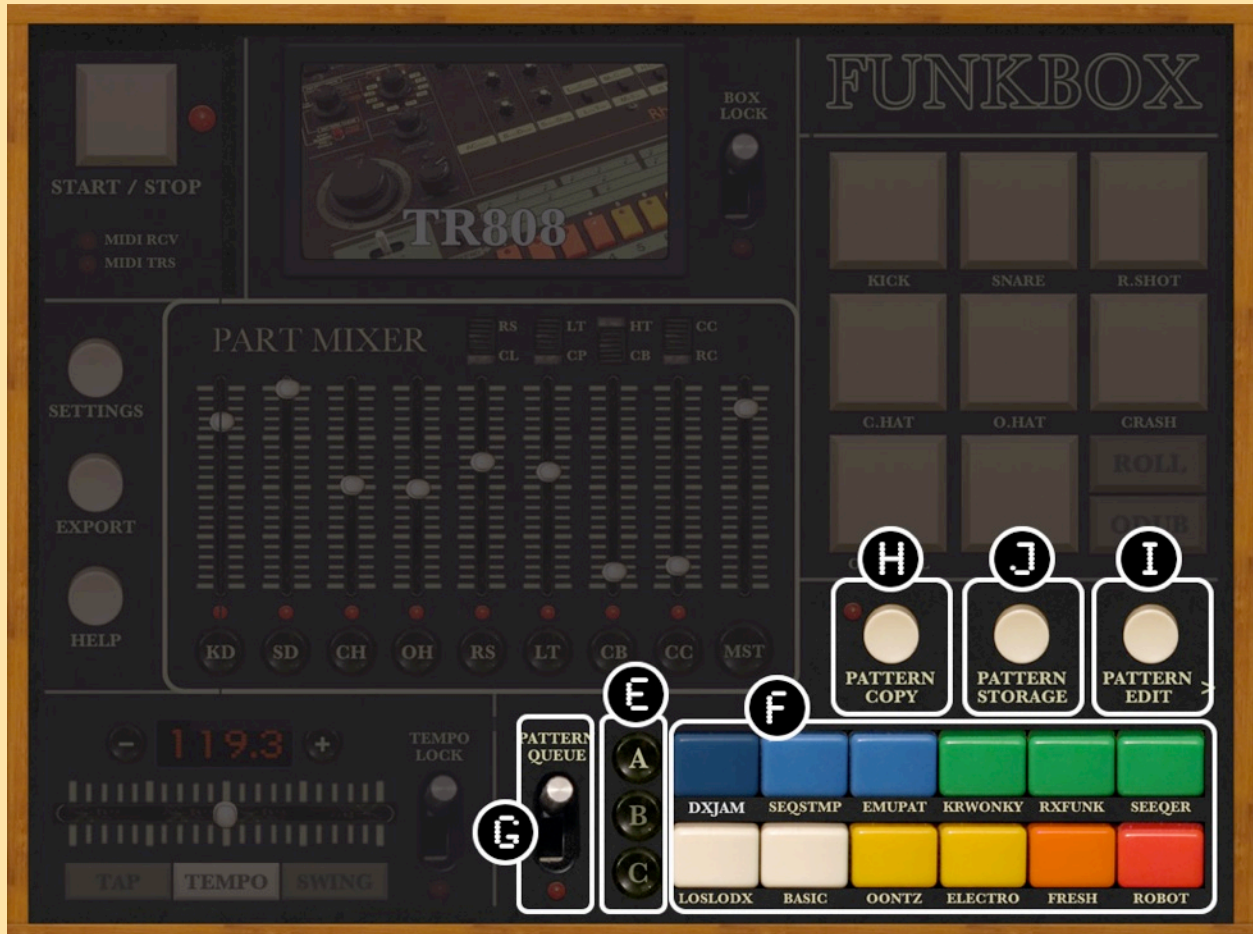 FUNKBOX
BOX
LOCK
TR808
RH
START / STOP
MIDI RCV
MIDI TRS
KICK SNARE R.SHOT
PART MIXER
RS LT HT CC
CL CP CB RC
SETTINGS
C.HAT O.HAT CRASH
ROLL
EXPORT
ODUB
HELP
H J I
KD SD CH OH RS LT CB CC MST
PATTERN
COPY
PATTERN
STORAGE
PATTERN
EDIT >
E F
- 119.3 +
TEMPO
LOCK
PATTERN
QUEUE
A
B
C
G
DXJAM SEQSTMP EMUPAT KRWONKY RXFUNK SEEQER
TAP TEMPO SWING
LOSLODX BASIC OONTZ ELECTRO FRESH ROBOT